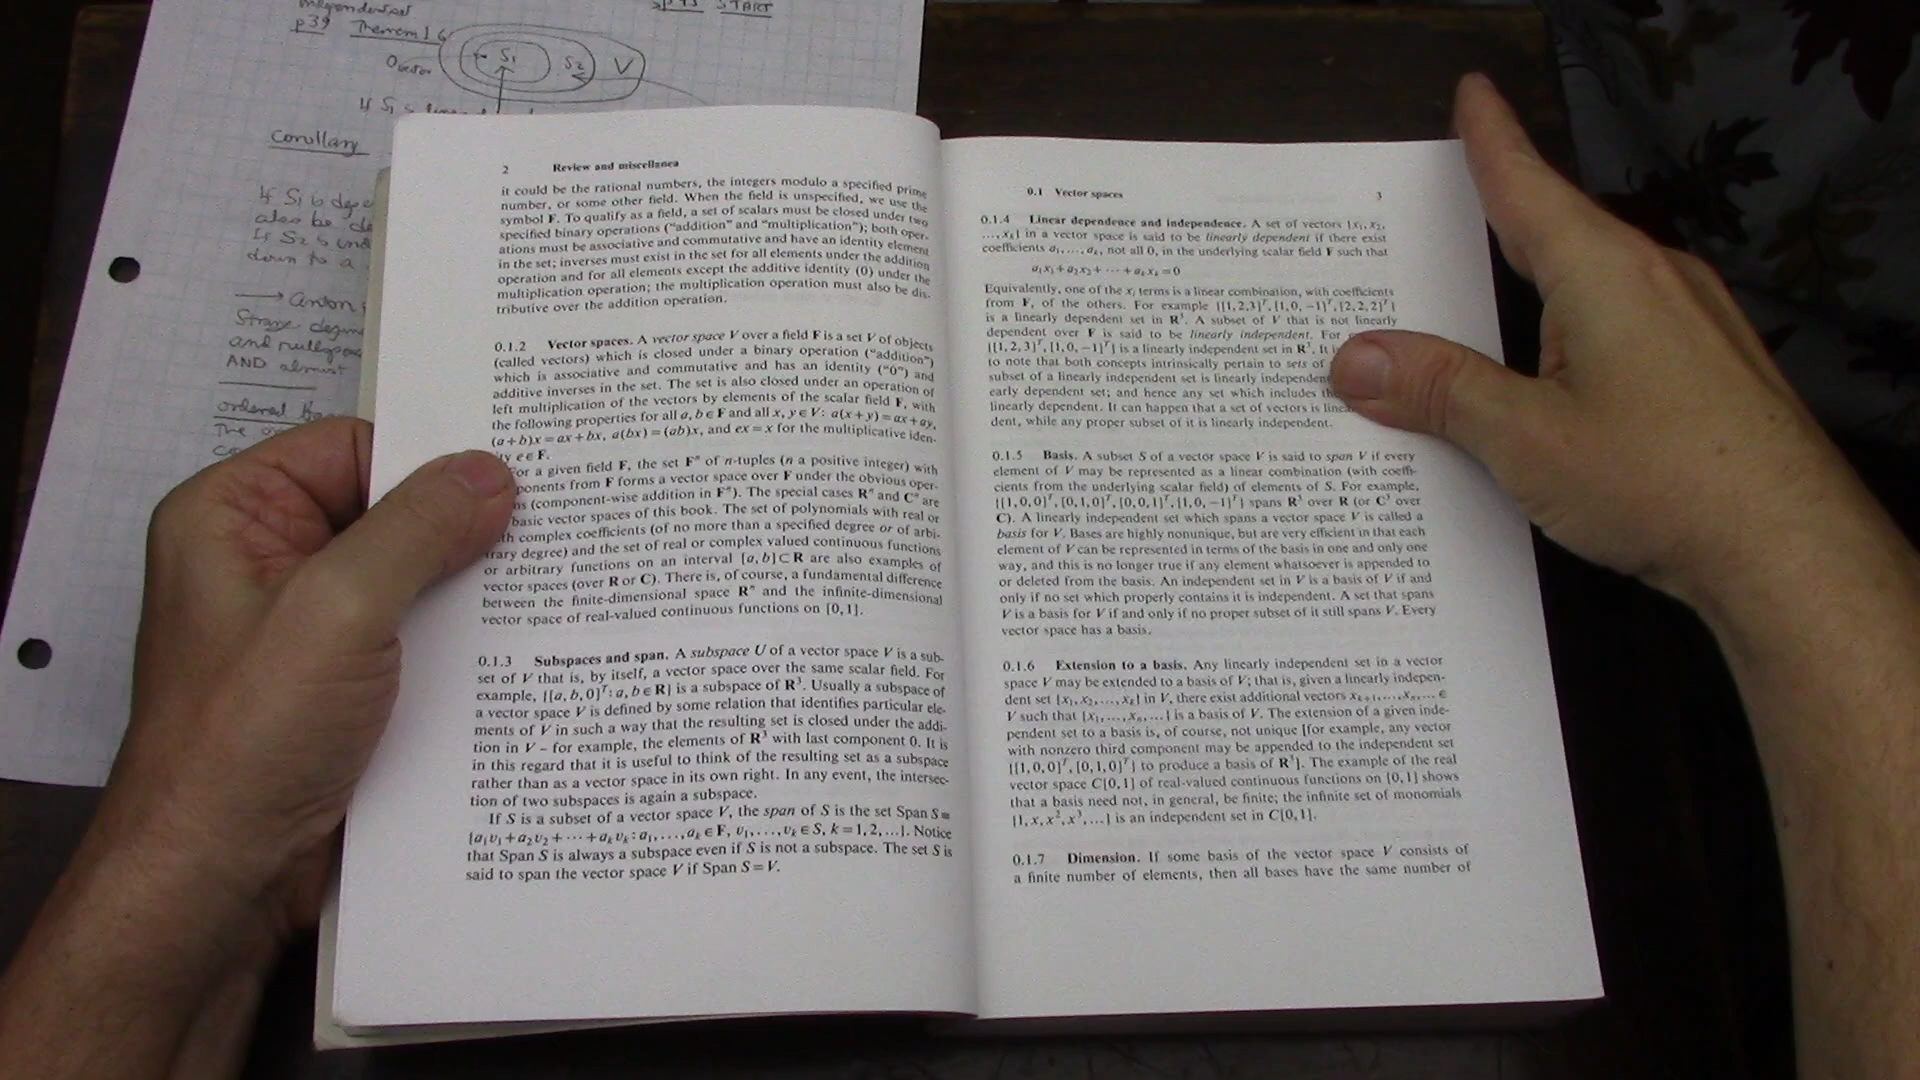 independent set
p39 Theorem 1.6
START
S1 S2 V
O vector
If S1 is
Corollary
If S1 is depe
also be de
If S2 is ind
down to a
→ Anton
Strang
and nullspa
AND almost
ordered Ba
The
2 Review and miscellanea
it could be the rational numbers, the integers modulo a specified prime
number, or some other field. When the field is unspecified, we use the
symbol F. To qualify as a field, a set of scalars must be closed under two
specified binary operations (“addition” and “multiplication”); both oper-
ations must be associative and commutative and have an identity element
in the set; inverses must exist in the set for all elements under the addition
operation and for all elements except the additive identity (0) under the
multiplication operation; the multiplication operation must also be dis-
tributive over the addition operation.
0.1.2 Vector spaces. A vector space V over a field F is a set V of objects
(called vectors) which is closed under a binary operation (“addition”)
which is associative and commutative and has an identity (“0”) and
additive inverses in the set. The set is also closed under an operation of
left multiplication of the vectors by elements of the scalar field F, with
the following properties for all a, b ∈ F and all x, y ∈ V: a(x+y) = ax+ay,
(a+b)x = ax+bx, a(bx) = (ab)x, and ex = x for the multiplicative iden-
ty e ∈ F.
For a given field F, the set Fⁿ of n-tuples (n a positive integer) with
ponents from F forms a vector space over F under the obvious oper-
ns (component-wise addition in Fⁿ). The special cases Rⁿ and Cⁿ are
basic vector spaces of this book. The set of polynomials with real or
th complex coefficients (of no more than a specified degree or of arbi-
trary degree) and the set of real or complex valued continuous functions
or arbitrary functions on an interval [a, b] ⊂ R are also examples of
vector spaces (over R or C). There is, of course, a fundamental difference
between the finite-dimensional space Rⁿ and the infinite-dimensional
vector space of real-valued continuous functions on [0, 1].
0.1.3 Subspaces and span. A subspace U of a vector space V is a sub-
set of V that is, by itself, a vector space over the same scalar field. For
example, {[a, b, 0]ᵀ: a, b ∈ R} is a subspace of R³. Usually a subspace of
a vector space V is defined by some relation that identifies particular ele-
ments of V in such a way that the resulting set is closed under the addi-
tion in V – for example, the elements of R³ with last component 0. It is
in this regard that it is useful to think of the resulting set as a subspace
rather than as a vector space in its own right. In any event, the intersec-
tion of two subspaces is again a subspace.
If S is a subset of a vector space V, the span of S is the set Span S =
{a₁v₁+a₂v₂+ ··· +aₖvₖ: a₁,..., aₖ ∈ F, v₁,..., vₖ ∈ S, k = 1, 2, ...}. Notice
that Span S is always a subspace even if S is not a subspace. The set S is
said to span the vector space V if Span S = V.
0.1 Vector spaces 3
0.1.4 Linear dependence and independence. A set of vectors {x₁, x₂,
..., xₖ} in a vector space is said to be linearly dependent if there exist
coefficients a₁,..., aₖ, not all 0, in the underlying scalar field F such that
a₁x₁+a₂x₂+ ··· +aₖxₖ = 0
Equivalently, one of the xᵢ terms is a linear combination, with coefficients
from F, of the others. For example {[1,2,3]ᵀ, [1,0,−1]ᵀ, [2,2,2]ᵀ}
is a linearly dependent set in R³. A subset of V that is not linearly
dependent over F is said to be linearly independent. For
{[1,2,3]ᵀ, [1,0,−1]ᵀ} is a linearly independent set in R³. It
to note that both concepts intrinsically pertain to sets of
subset of a linearly independent set is linearly independent
early dependent set; and hence any set which includes th
linearly dependent. It can happen that a set of vectors is linea
dent, while any proper subset of it is linearly independent.
0.1.5 Basis. A subset S of a vector space V is said to span V if every
element of V may be represented as a linear combination (with coeffi-
cients from the underlying scalar field) of elements of S. For example,
{[1,0,0]ᵀ, [0,1,0]ᵀ, [0,0,1]ᵀ, [1,0,−1]ᵀ} spans R³ over R (or C³ over
C). A linearly independent set which spans a vector space V is called a
basis for V. Bases are highly nonunique, but are very efficient in that each
element of V can be represented in terms of the basis in one and only one
way, and this is no longer true if any element whatsoever is appended to
or deleted from the basis. An independent set in V is a basis of V if and
only if no set which properly contains it is independent. A set that spans
V is a basis for V if and only if no proper subset of it still spans V. Every
vector space has a basis.
0.1.6 Extension to a basis. Any linearly independent set in a vector
space V may be extended to a basis of V; that is, given a linearly indepen-
dent set {x₁, x₂,..., xₖ} in V, there exist additional vectors xₖ₊₁,..., xₙ,... ∈
V such that {x₁,..., xₙ,...} is a basis of V. The extension of a given inde-
pendent set to a basis is, of course, not unique [for example, any vector
with nonzero third component may be appended to the independent set
{[1,0,0]ᵀ, [0,1,0]ᵀ} to produce a basis of R³]. The example of the real
vector space C[0,1] of real-valued continuous functions on [0,1] shows
that a basis need not, in general, be finite; the infinite set of monomials
{1, x, x², x³, ...} is an independent set in C[0,1].
0.1.7 Dimension. If some basis of the vector space V consists of
a finite number of elements, then all bases have the same number of